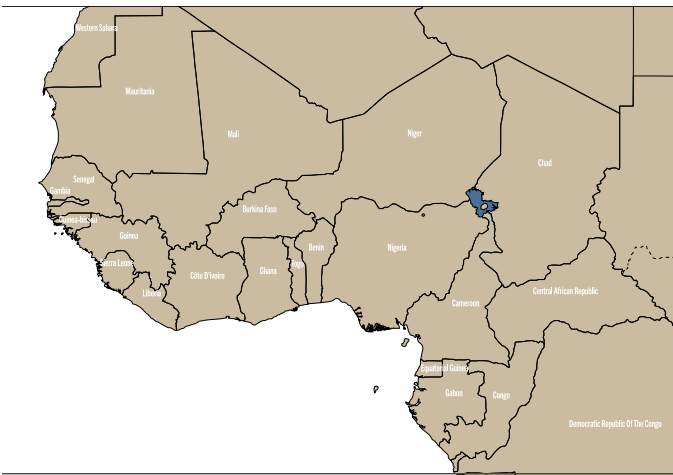 Western Sahara
Mauritania
Mali
Niger
Chad
Senegal
Gambia
Guinea-bissau
Guinea
Burkina Faso
Sierra Leone
Liberia
Côte D'ivoire
Ghana
Togo
Benin
Nigeria
Cameroon
Central African Republic
Equatorial Guinea
Gabon
Congo
Democratic Republic Of The Congo